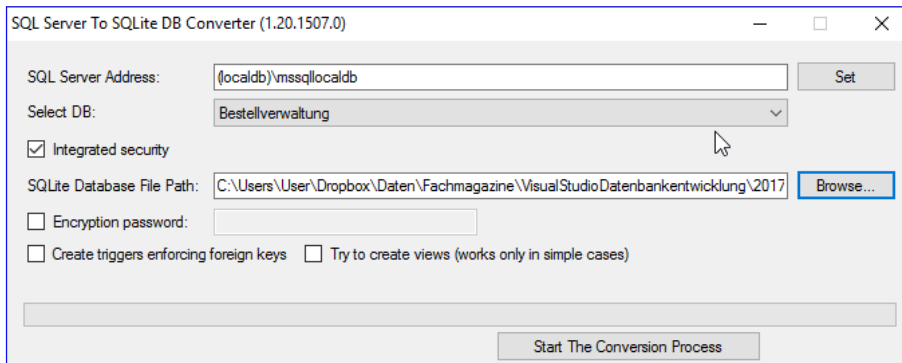 SQL Server To SQLite DB Converter (1.20.1507.0)
SQL Server Address: (localdb)\mssqllocaldb Set
Select DB: Bestellverwaltung
Integrated security
SQLite Database File Path: C:\Users\User\Dropbox\Daten\Fachmagazine\VisualStudioDatenbankentwicklung\2017 Browse...
Encryption password:
Create triggers enforcing foreign keys Try to create views (works only in simple cases)
Start The Conversion Process